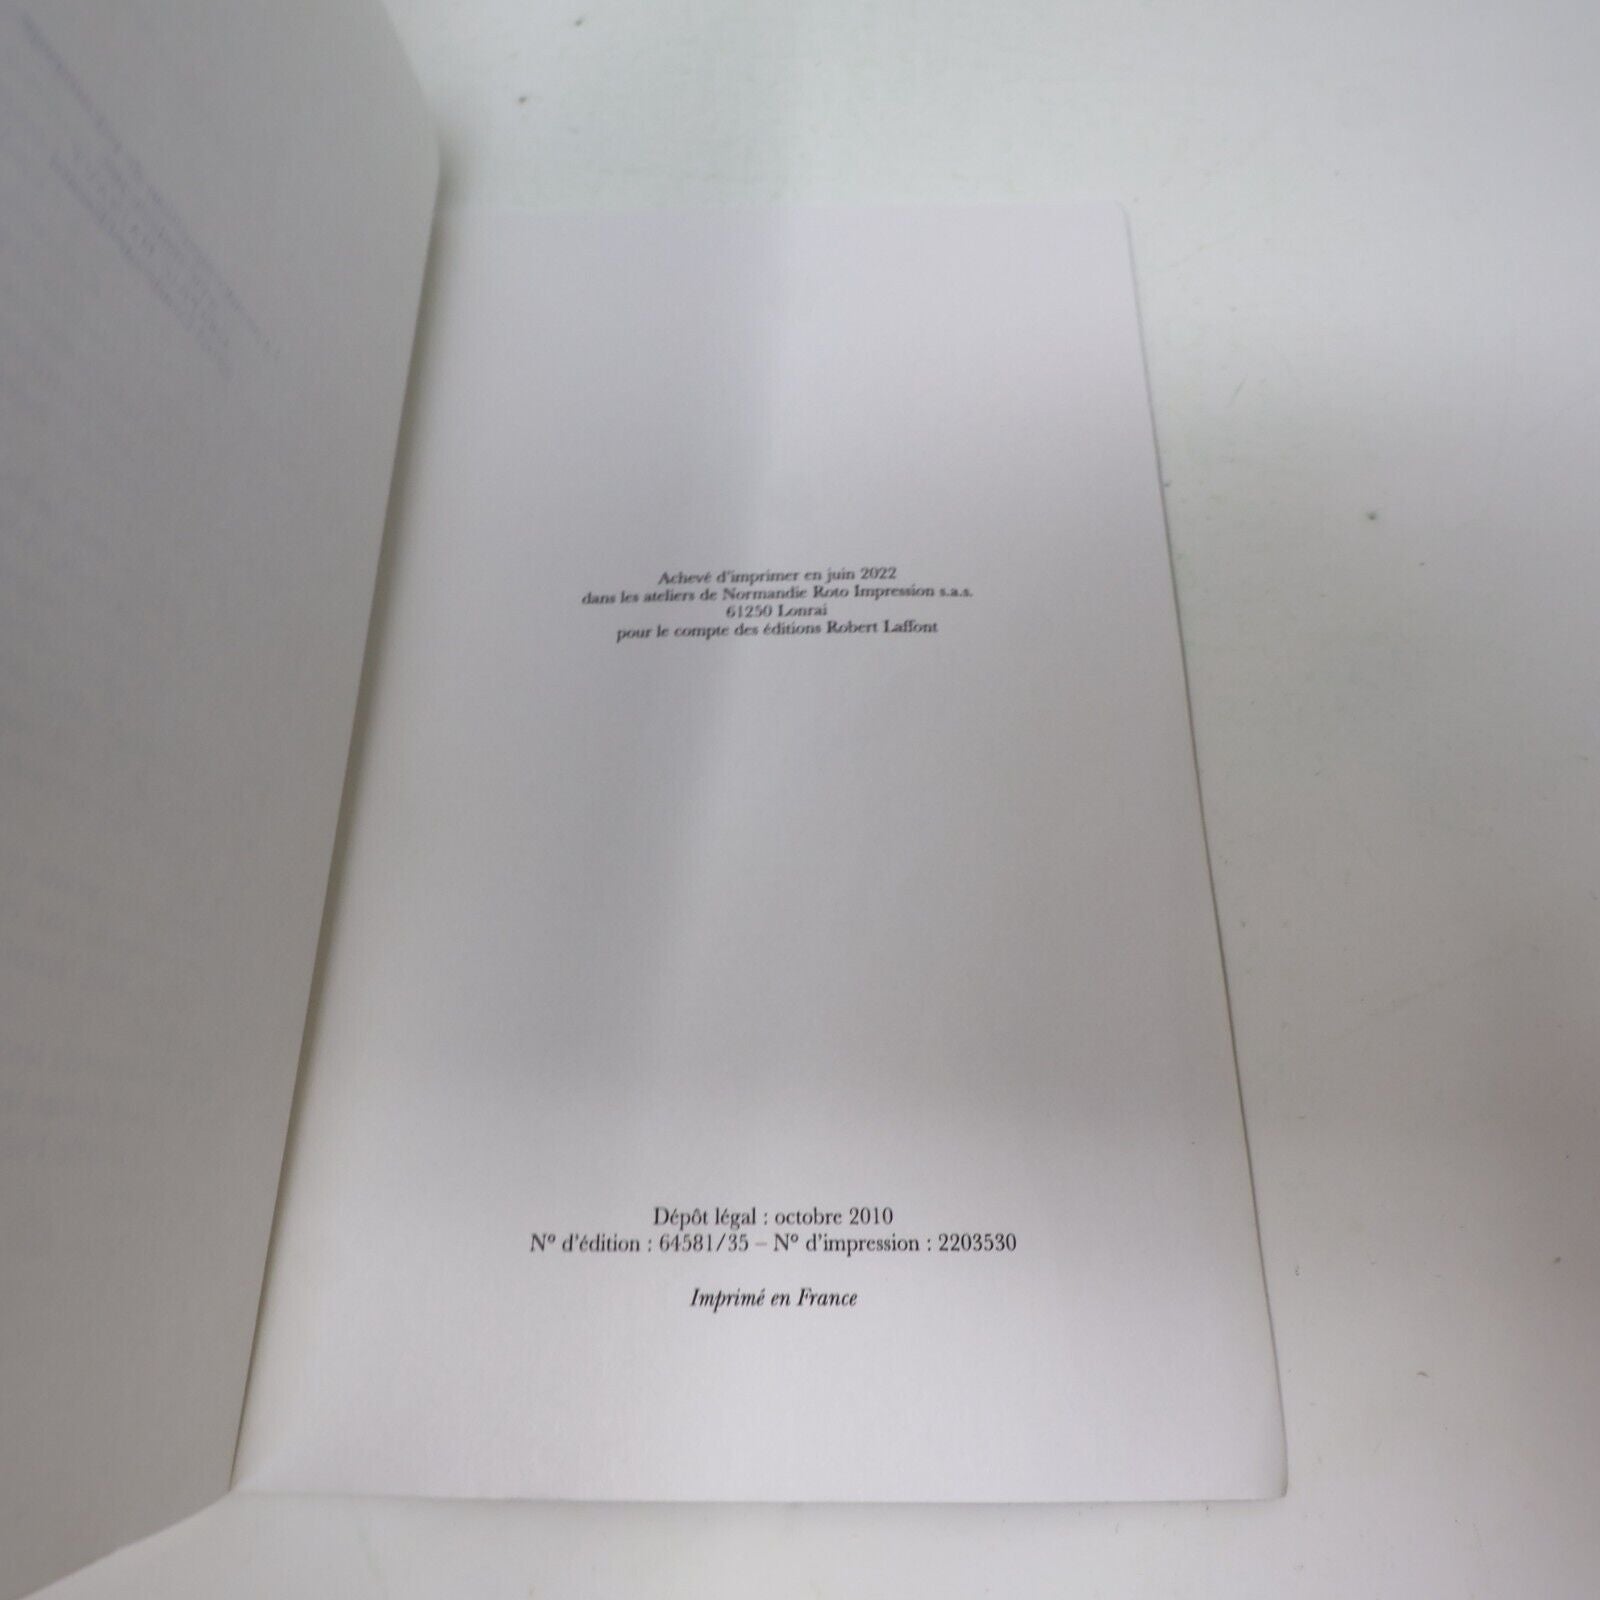 Achevé d'imprimer en juin 2022
dans les ateliers de Normandie Roto Impression s.a.s.
61250 Lonrai
pour le compte des éditions Robert Laffont
Dépôt légal : octobre 2010
N° d'édition : 64581/35 – N° d'impression : 2203530
Imprimé en France